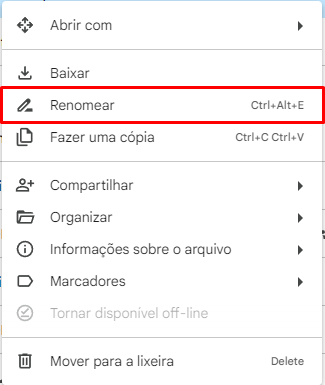 Abrir com
Baixar
Renomear Ctrl+Alt+E
Fazer uma cópia Ctrl+C Ctrl+V
Compartilhar
Organizar
Informações sobre o arquivo
Marcadores
Tornar disponível off-line
Mover para a lixeira Delete